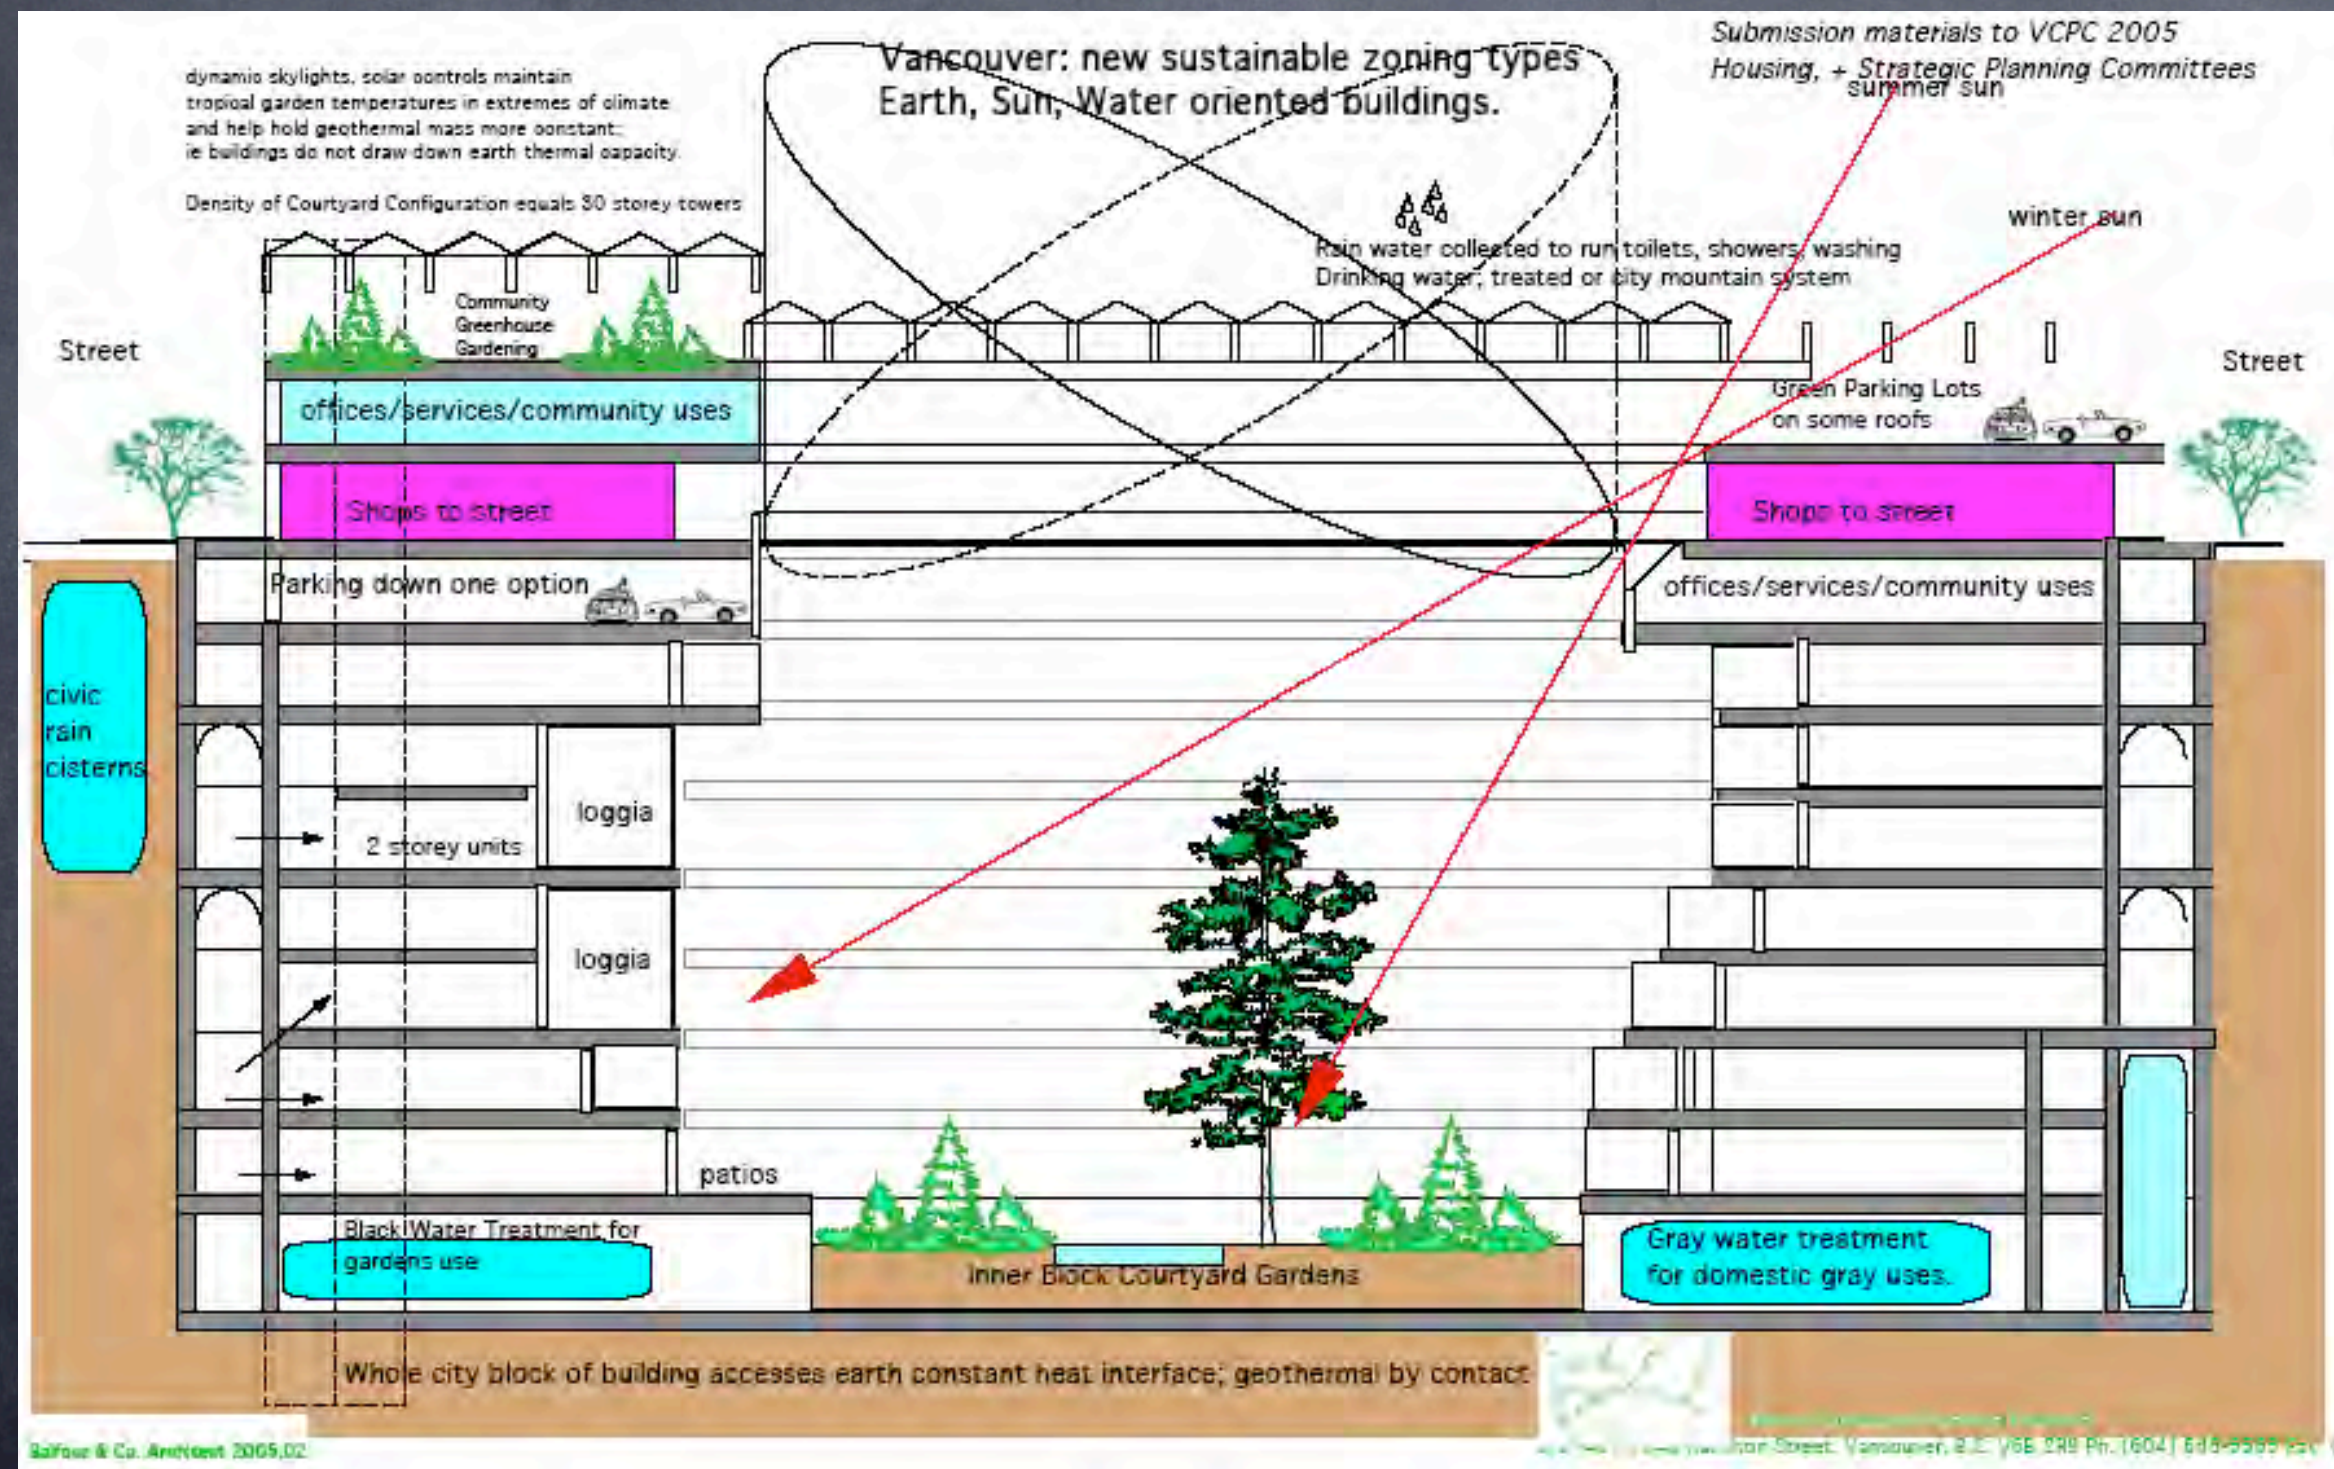 Submission materials to VCPC 2005
Housing, + Strategic Planning Committees
Vancouver: new sustainable zoning types
Earth, Sun, Water oriented buildings.
summer sun
dynamic skylights, solar controls maintain
tropical garden temperatures in extremes of climate
and help hold geothermal mass more constant;
ie buildings do not draw down earth thermal capacity.
Density of Courtyard Configuration equals 30 storey towers
winter sun
Rain water collected to run toilets, showers, washing
Drinking water, treated or city mountain system
Community
Greenhouse
Gardening
Street
Street
Green Parking Lots
on some roofs
offices/services/community uses
Shops to street
Shops to street
Parking down one option
offices/services/community uses
civic
rain
cisterns
loggia
2 storey units
loggia
patios
Black Water Treatment for
gardens use
Inner Block Courtyard Gardens
Gray water treatment
for domestic gray uses.
Whole city block of building accesses earth constant heat interface; geothermal by contact
Balfour & Co. Architect 2005,02
Street, Vancouver, B.C. V6B 2R9 Ph. (604)